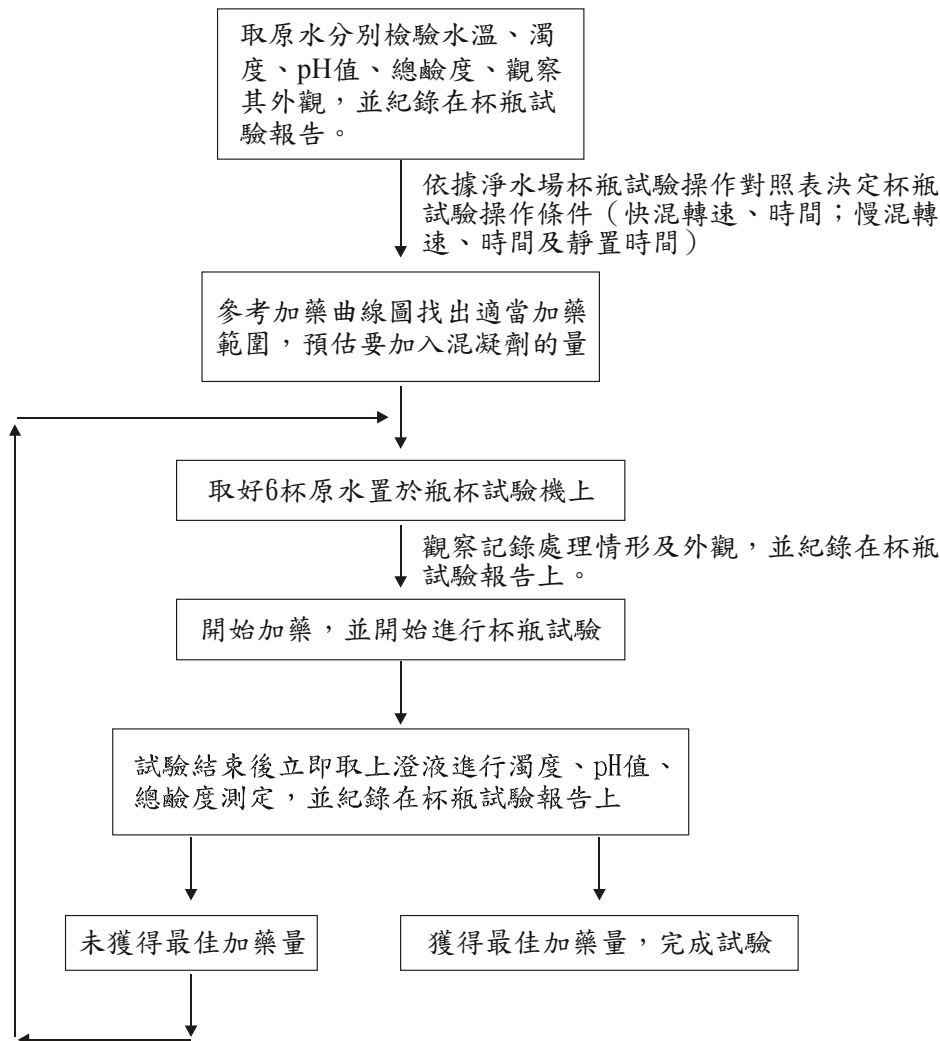 取原水分別檢驗水溫、濁
度、pH值、總鹼度、觀察
其外觀，並紀錄在杯瓶試
驗報告。
依據淨水場杯瓶試驗操作對照表決定杯瓶
試驗操作條件（快混轉速、時間；慢混轉
速、時間及靜置時間）
參考加藥曲線圖找出適當加藥
範圍，預估要加入混凝劑的量
取好6杯原水置於瓶杯試驗機上
觀察記錄處理情形及外觀，並紀錄在杯瓶
試驗報告上。
開始加藥，並開始進行杯瓶試驗
試驗結束後立即取上澄液進行濁度、pH值、
總鹼度測定，並紀錄在杯瓶試驗報告上
未獲得最佳加藥量
獲得最佳加藥量，完成試驗